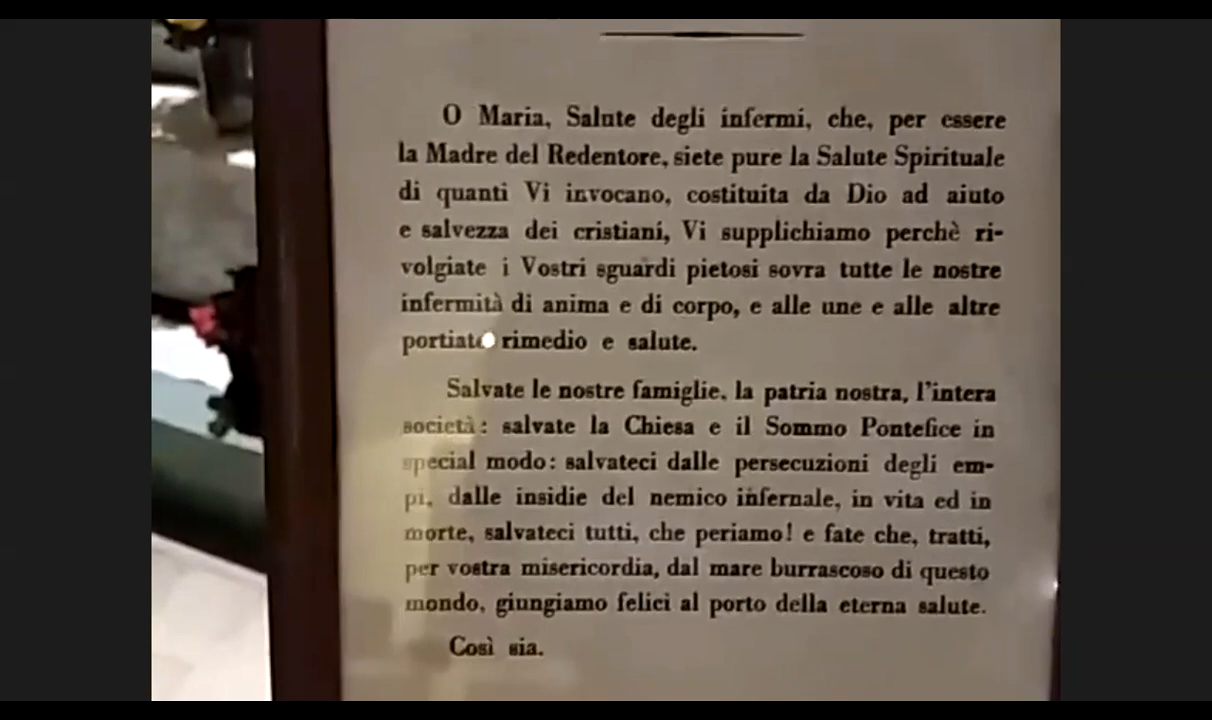 O Maria, Salute degli infermi, che, per essere
la Madre del Redentore, siete pure la Salute Spirituale
di quanti Vi invocano, costituita da Dio ad aiuto
e salvezza dei cristiani, Vi supplichiamo perchè ri-
volgiate i Vostri sguardi pietosi sovra tutte le nostre
infermità di anima e di corpo, e alle une e alle altre
portiate rimedio e salute.
Salvate le nostre famiglie, la patria nostra, l'intera
società: salvate la Chiesa e il Sommo Pontefice in
special modo: salvateci dalle persecuzioni degli em-
pi, dalle insidie del nemico infernale, in vita ed in
morte, salvateci tutti, che periamo! e fate che, tratti,
per vostra misericordia, dal mare burrascoso di questo
mondo, giungiamo felici al porto della eterna salute.
Così sia.